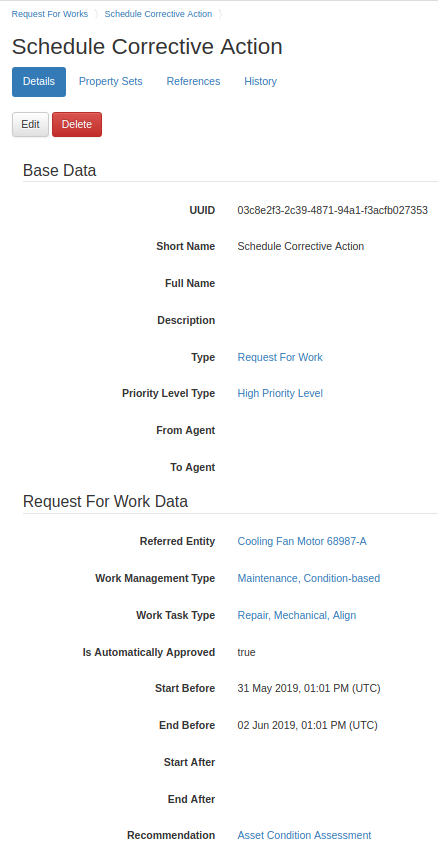 Request For Works 〉 Schedule Corrective Action 〉
Schedule Corrective Action
Details Property Sets References History
Edit Delete
Base Data
UUID 03c8e2f3-2c39-4871-94a1-f3acfb027353
Short Name Schedule Corrective Action
Full Name
Description
Type Request For Work
Priority Level Type High Priority Level
From Agent
To Agent
Request For Work Data
Referred Entity Cooling Fan Motor 68987-A
Work Management Type Maintenance, Condition-based
Work Task Type Repair, Mechanical, Align
Is Automatically Approved true
Start Before 31 May 2019, 01:01 PM (UTC)
End Before 02 Jun 2019, 01:01 PM (UTC)
Start After
End After
Recommendation Asset Condition Assessment